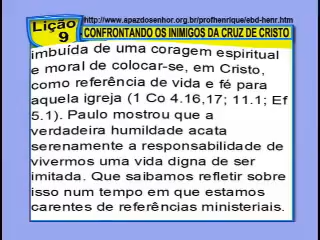 Lição
9
http://www.apazdosenhor.org.br/profhenrique/ebd-henr.htm
- CONFRONTANDO OS INIMIGOS DA CRUZ DE CRISTO
imbuída de uma coragem espiritual
e moral de colocar-se, em Cristo,
como referência de vida e fé para
aquela igreja (1 Co 4.16,17; 11.1; Ef
5.1). Paulo mostrou que a
verdadeira humildade acata
serenamente a responsabilidade de
vivermos uma vida digna de ser
imitada. Que saibamos refletir sobre
isso num tempo em que estamos
carentes de referências ministeriais.